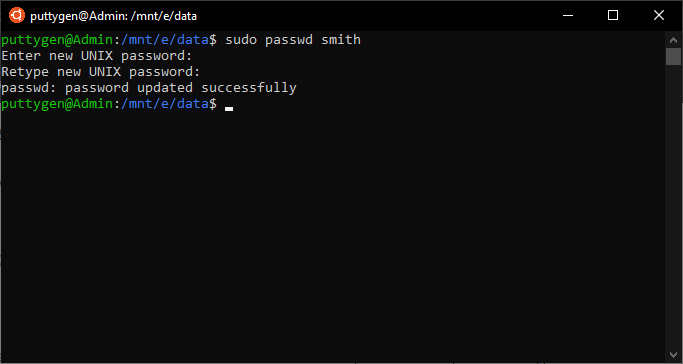 puttygen@Admin: /mnt/e/data
puttygen@Admin:/mnt/e/data$ sudo passwd smith
Enter new UNIX password:
Retype new UNIX password:
passwd: password updated successfully
puttygen@Admin:/mnt/e/data$